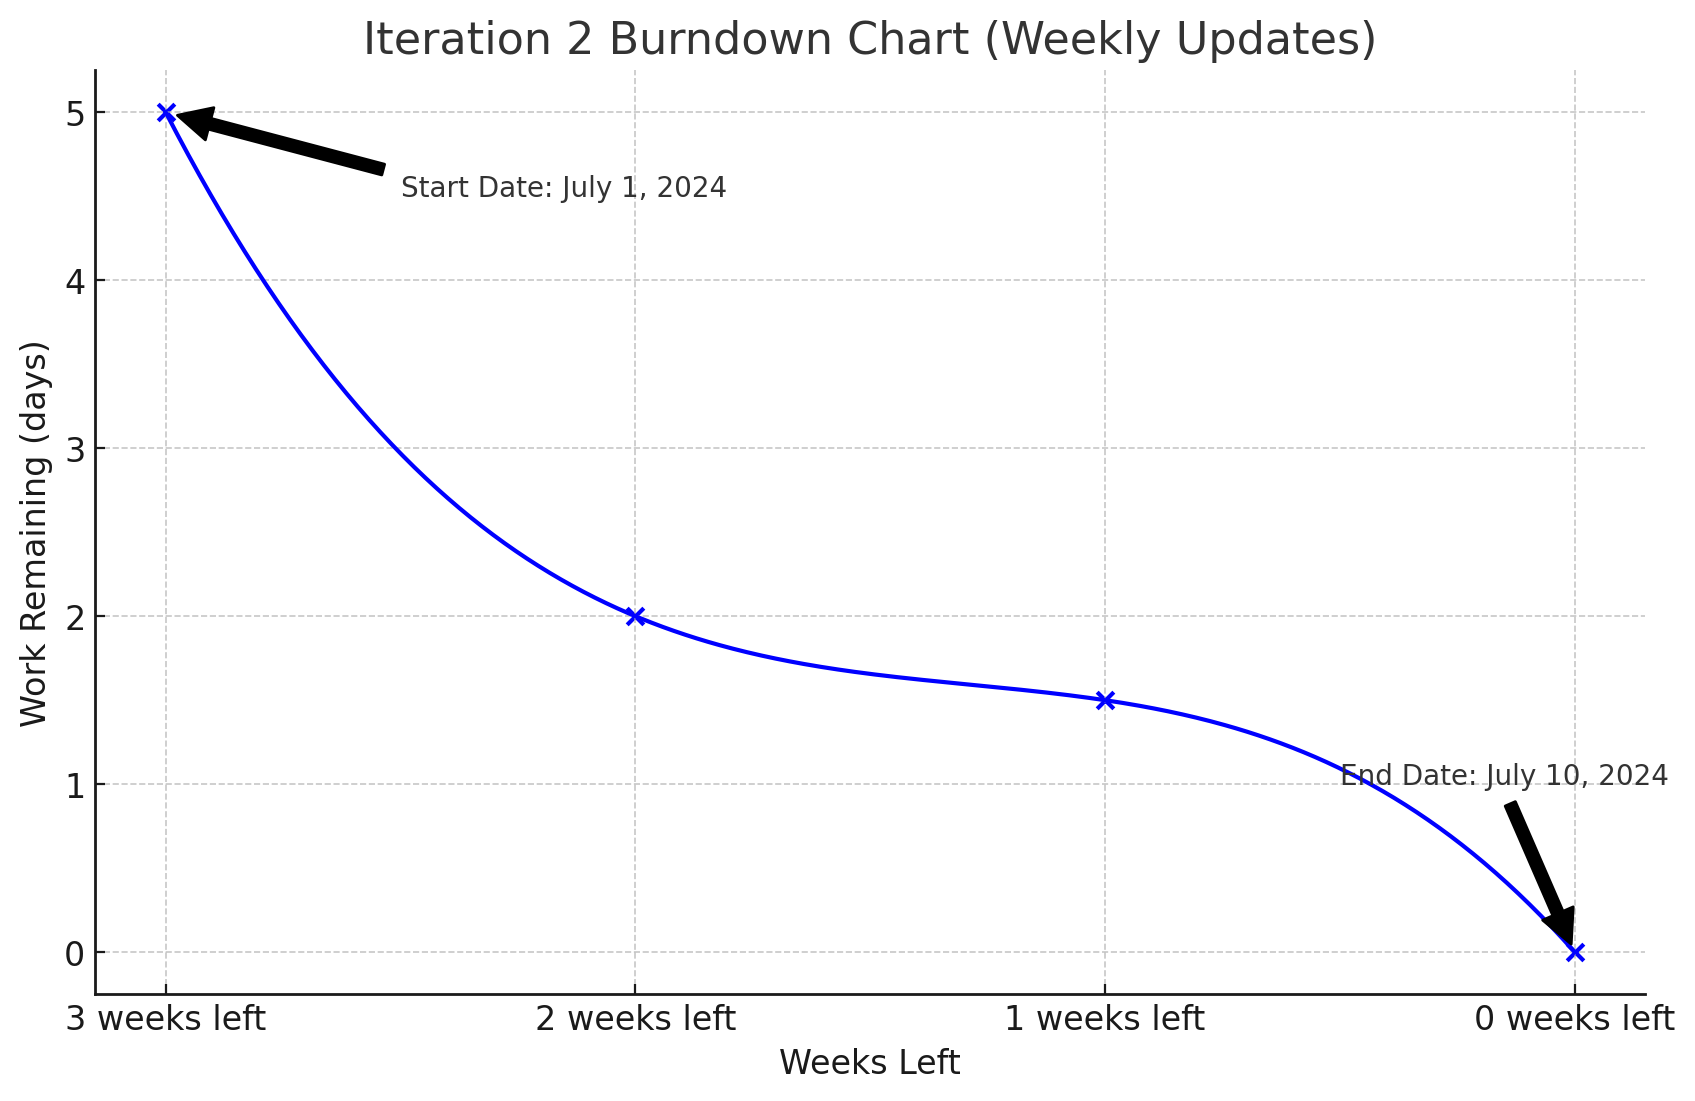 Iteration 2 Burndown Chart (Weekly Updates)
5
Start Date: July 1, 2024
4
3
2
End Date: July 10, 2024
1
0
Work Remaining (days)
3 weeks left
2 weeks left
1 weeks left
0 weeks left
Weeks Left